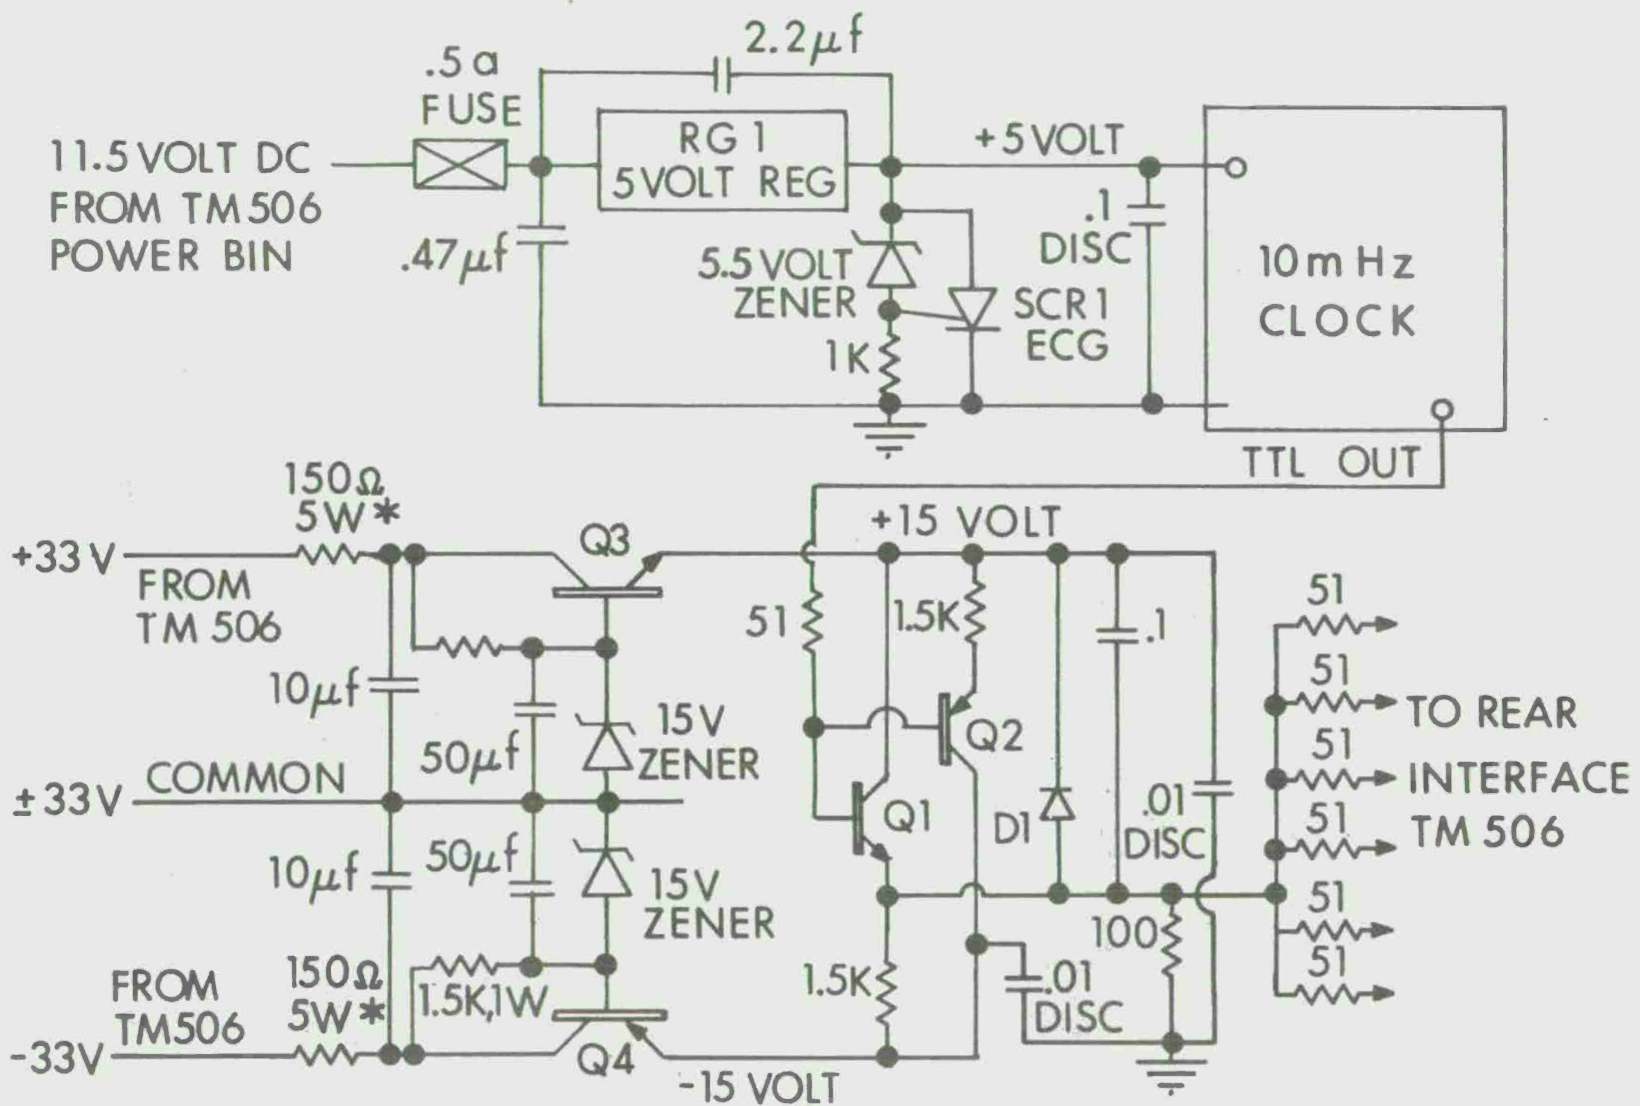 2.2µf
.5 a
FUSE
11.5 VOLT DC
FROM TM 506
POWER BIN
RG 1
5 VOLT REG
+5 VOLT
.47µf
5.5 VOLT
ZENER
SCR 1
ECG
1K
.1
DISC
10 m Hz
CLOCK
TTL OUT
150Ω
5W*
+33 V
FROM
TM 506
Q3
+15 VOLT
51
1.5K
.1
10µf
50µf
15V
ZENER
COMMON
±33V
Q2
Q1
D1
.01
DISC
51
51
51
51
51
51
TO REAR
INTERFACE
TM 506
10µf
50µf
15V
ZENER
FROM
TM506
150Ω
5W*
1.5K,1W
-33V
Q4
-15 VOLT
1.5K
.01
DISC
100